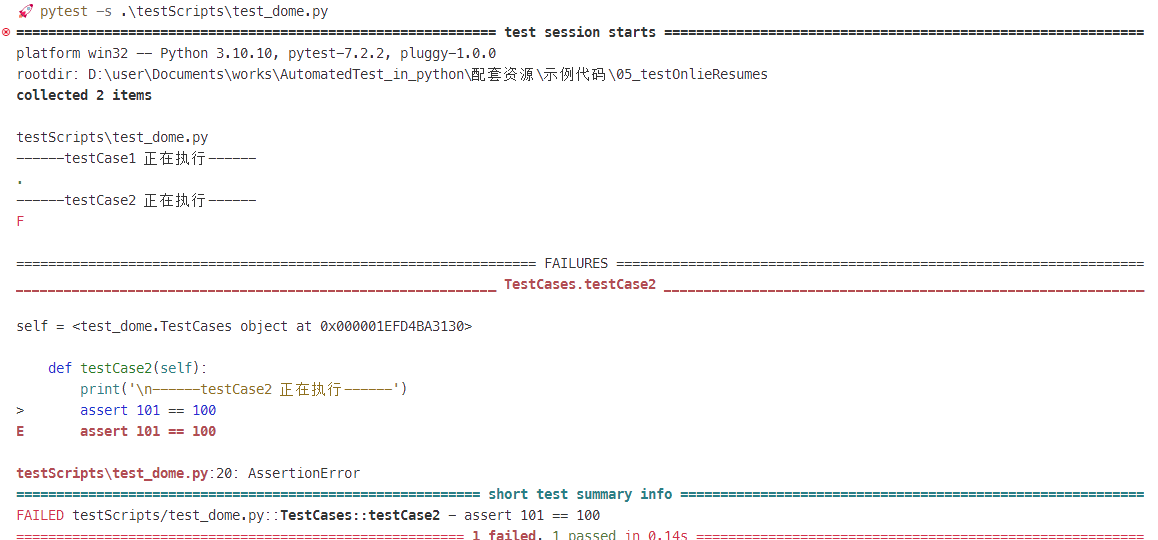 🚀 pytest -s .\testScripts\test_dome.py
============================================================ test session starts ============================================================
platform win32 -- Python 3.10.10, pytest-7.2.2, pluggy-1.0.0
rootdir: D:\user\Documents\works\AutomatedTest_in_python\配套资源\示例代码\05_testOnlieResumes
collected 2 items
testScripts\test_dome.py
------testCase1 正在执行------
.
------testCase2 正在执行------
F
================================================================= FAILURES ==================================================================
____________________________________________________________ TestCases.testCase2 ____________________________________________________________
self = <test_dome.TestCases object at 0x000001EFD4BA3130>
    def testCase2(self):
        print('\n------testCase2 正在执行------')
>       assert 101 == 100
E       assert 101 == 100
testScripts\test_dome.py:20: AssertionError
========================================================== short test summary info ==========================================================
FAILED testScripts/test_dome.py::TestCases::testCase2 - assert 101 == 100
======================================================== 1 failed, 1 passed in 0.14s ========================================================